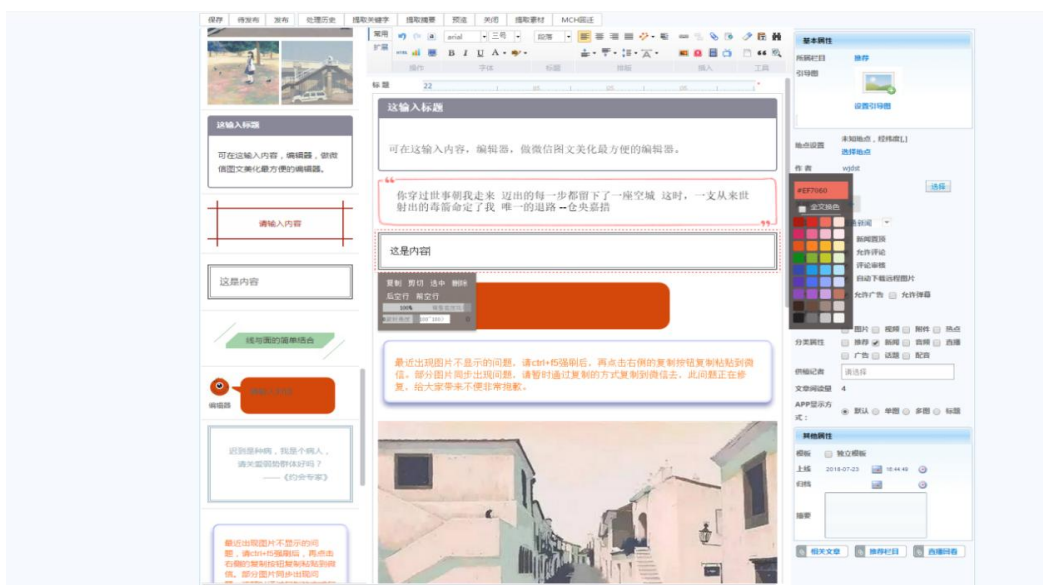 保存 待发布 发布 处理历史 提取关键字 提取摘要 预览 关闭 提取素材 MCH回迁
常用
扩展
arial 三号 段落
操作 字体 标题 排版 插入 工具
标题 22
这输入标题
可在这输入内容，编辑器，做微信图文美化最方便的编辑器。
请输入内容
这是内容
线与面的简单结合
编辑器
迟到是种病，我是个病人，
请关爱弱势群体好吗？
——《约会专家》
最近出现图片不显示的问
题，请ctrl+f5强刷后，再点击
右侧的复制按钮复制粘贴到微
信。部分图片同步出现问
这输入标题
可在这输入内容，编辑器，做微信图文美化最方便的编辑器。
你穿过世事朝我走来 迈出的每一步都留下了一座空城 这时，一支从来世
射出的毒箭命定了我 唯一的退路 --仓央嘉措
这是内容
复制 剪切 选中 删除
后空行 前空行
100%
最近出现图片不显示的问题，请ctrl+f5强刷后，再点击右侧的复制按钮复制粘贴到微
信。部分图片同步出现问题，请暂时通过复制的方式复制到微信去，此问题正在修
复，给大家带来不便非常抱歉。
基本属性
所属栏目 推荐
引导图
设置引导图
地点设置 未知地点，经纬度[,]
选择地点
作者 wjdst
选择
#EF7060
全文换色
新闻置顶
允许评论
评论审核
自动下载远程图片
允许广告 允许弹幕
图片 视频 附件 热点
分类属性 推荐 新闻 音频 直播
广告 话题 配音
供稿记者 请选择
文章阅读量 4
APP显示方
式： 默认 单图 多图 标题
其他属性
模板 独立模板
上线 2018-07-23 16:44:48
归档
摘要
相关文章 推荐栏目 直播回看